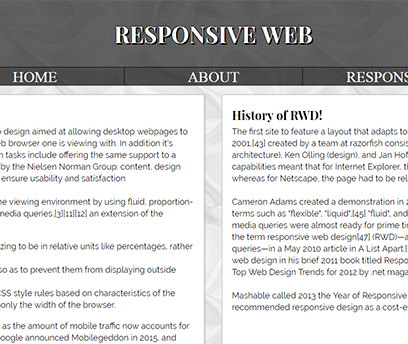 RESPONSIVE WEB
HOME
ABOUT
RESPONS
o design aimed at allowing desktop webpages to
eb browser one is viewing with. In addition it's
n tasks include offering the same support to a
by the Nielsen Norman Group: content, design
ensure usability and satisfaction
he viewing environment by using fluid, proportion-
media queries,[3][11][12] an extension of the
izing to be in relative units like percentages, rather
so as to prevent them from displaying outside
CSS style rules based on characteristics of the
only the width of the browser.
as the amount of mobile traffic now accounts for
oogle announced Mobilegeddon in 2015, and
History of RWD!
The first site to feature a layout that adapts to
2001,[43] created by a team at razorfish consis
architecture), Ken Olling (design), and Jan Hof
capabilities meant that for Internet Explorer, th
whereas for Netscape, the page had to be rel
Cameron Adams created a demonstration in 2
terms such as "flexible", "liquid",[45] "fluid", and
media queries were almost ready for prime tim
the term responsive web design[47] (RWD)—a
queries—in a May 2010 article in A List Apart.[
web design in his brief 2011 book titled Respo
Top Web Design Trends for 2012 by .net maga
Mashable called 2013 the Year of Responsive
recommended responsive design as a cost-e